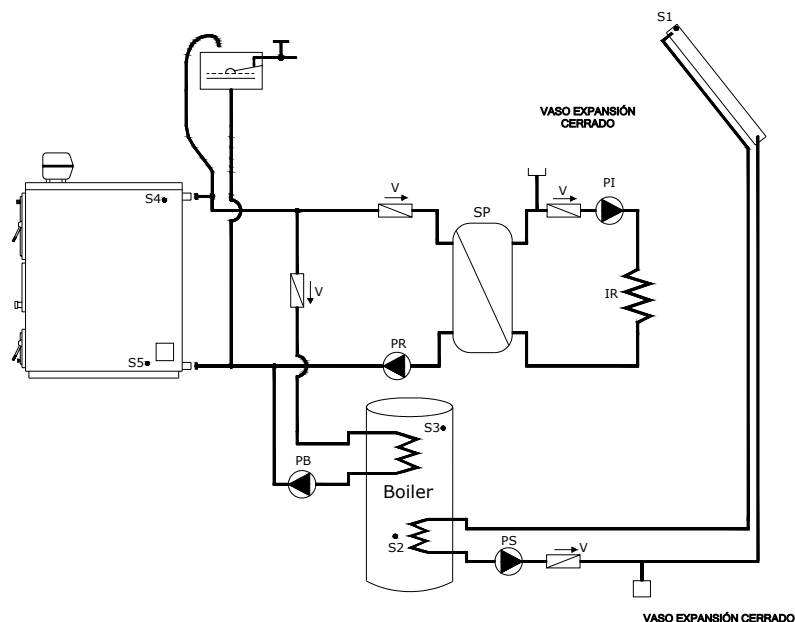 S1
VASO EXPANSIÓN
CERRADO
S4
V
V
PI
SP
V
IR
S5
PR
S3
PB
Boiler
S2
PS
V
VASO EXPANSIÓN CERRADO